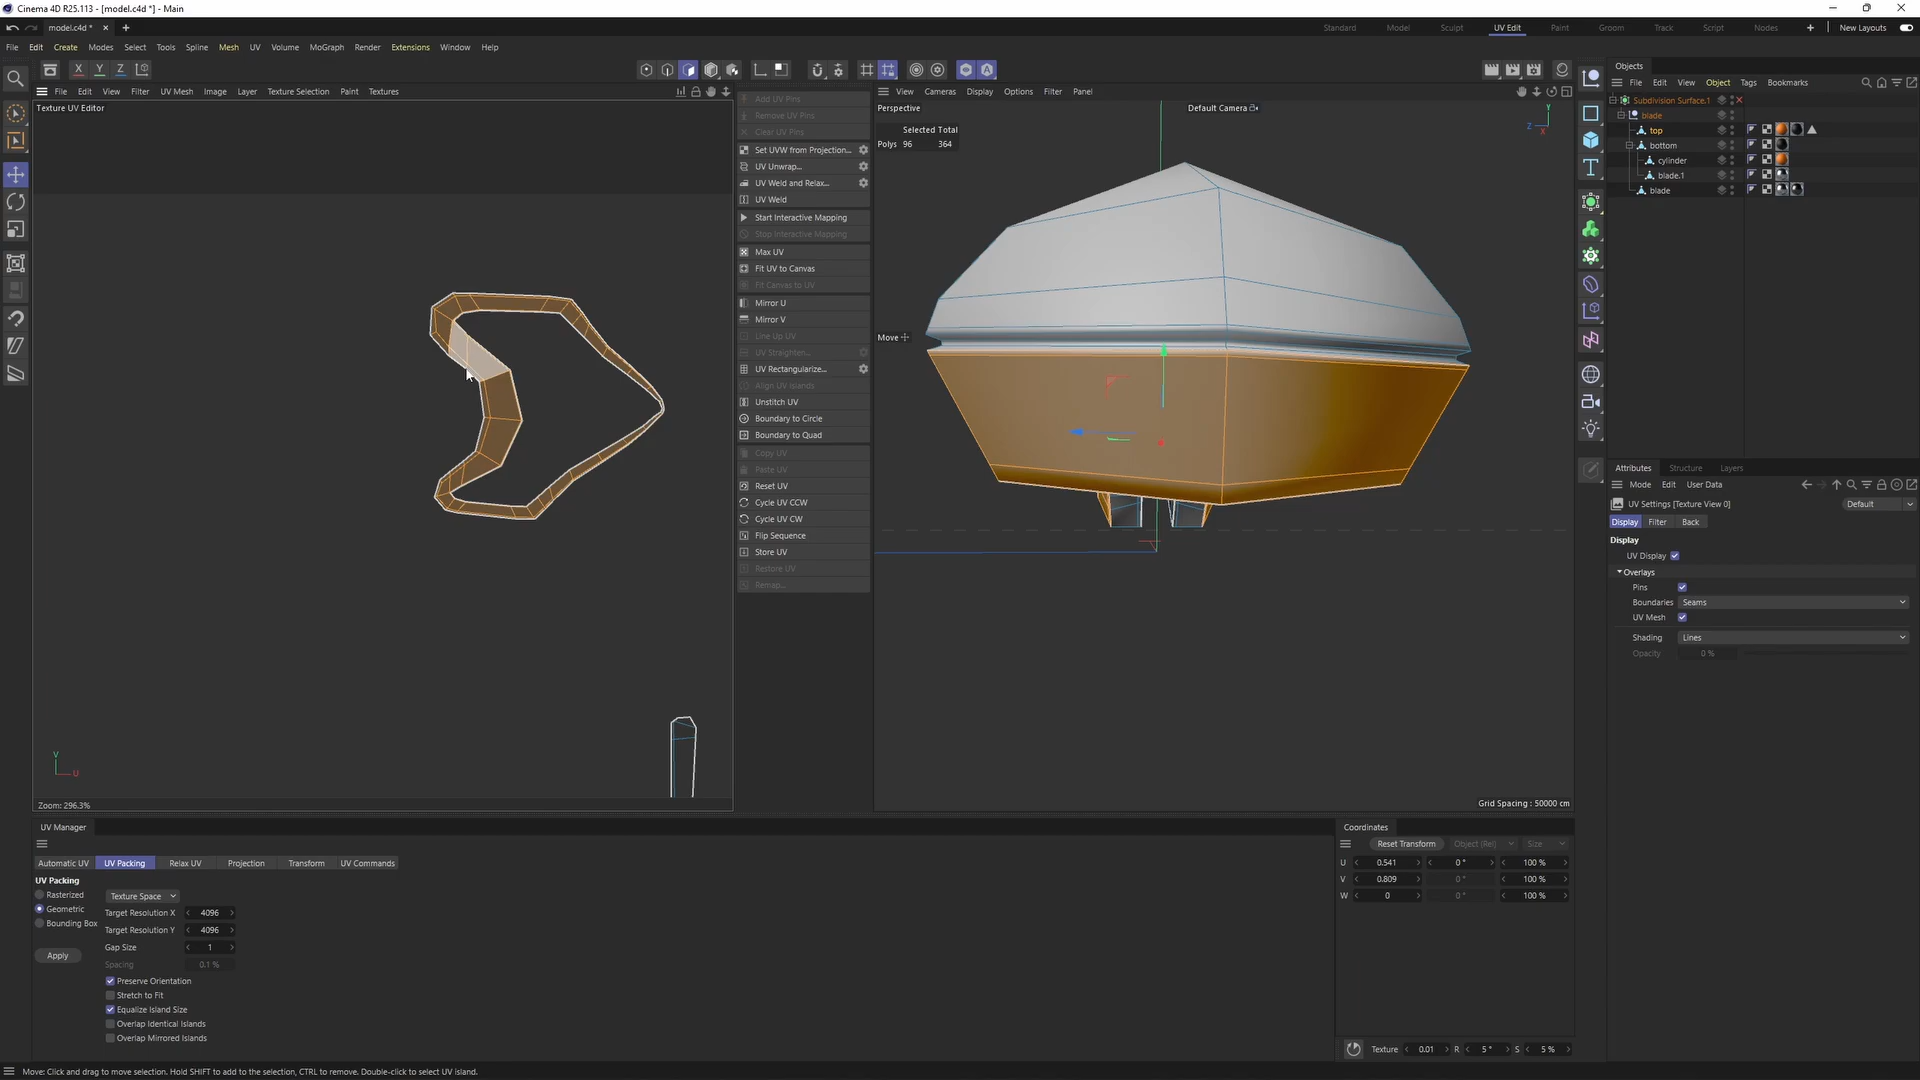 Cinema 4D R25.113 - [model.c4d *] - Main
model.c4d *
Standard Model Sculpt UV Edit Paint Groom Track Script Nodes New Layouts
File Edit Create Modes Select Tools Spline Mesh UV Volume MoGraph Render Extensions Window Help
X Y Z
File Edit View Filter UV Mesh Image Layer Texture Selection Paint Textures
Texture UV Editor
Zoom: 296.3%
V
U
Add UV Pins
Remove UV Pins
Clear UV Pins
Set UVW from Projection...
UV Unwrap...
UV Weld and Relax...
UV Weld
Start Interactive Mapping
Stop Interactive Mapping
Max UV
Fit UV to Canvas
Fit Canvas to UV
Mirror U
Mirror V
Line Up UV
UV Straighten...
UV Rectangularize...
Align UV Islands
Unstitch UV
Boundary to Circle
Boundary to Quad
Copy UV
Paste UV
Reset UV
Cycle UV CCW
Cycle UV CW
Flip Sequence
Store UV
Restore UV
Remap...
View Cameras Display Options Filter Panel
Perspective
Default Camera
Selected Total
Polys 96 364
Move
Y
Z
X
Grid Spacing : 50000 cm
Objects
File Edit View Object Tags Bookmarks
Subdivision Surface.1
blade
top
bottom
cylinder
blade.1
blade
Attributes Structure Layers
Mode Edit User Data
UV Settings [Texture View 0] Default
Display Filter Back
Display
UV Display
Overlays
Pins
Boundaries Seams
UV Mesh
Shading Lines
Opacity 0 %
UV Manager
Automatic UV UV Packing Relax UV Projection Transform UV Commands
UV Packing
Rasterized Texture Space
Geometric Target Resolution X 4096
Bounding Box Target Resolution Y 4096
Gap Size 1
Apply
Spacing 0.1 %
Preserve Orientation
Stretch to Fit
Equalize Island Size
Overlap Identical Islands
Overlap Mirrored Islands
Coordinates
Reset Transform Object (Rel) Size
U 0.541 0 ° 100 %
V 0.809 0 ° 100 %
W 0 0 ° 100 %
Texture 0.01 R 5 ° S 5 %
Move: Click and drag to move selection. Hold SHIFT to add to the selection, CTRL to remove. Double-click to select UV island.